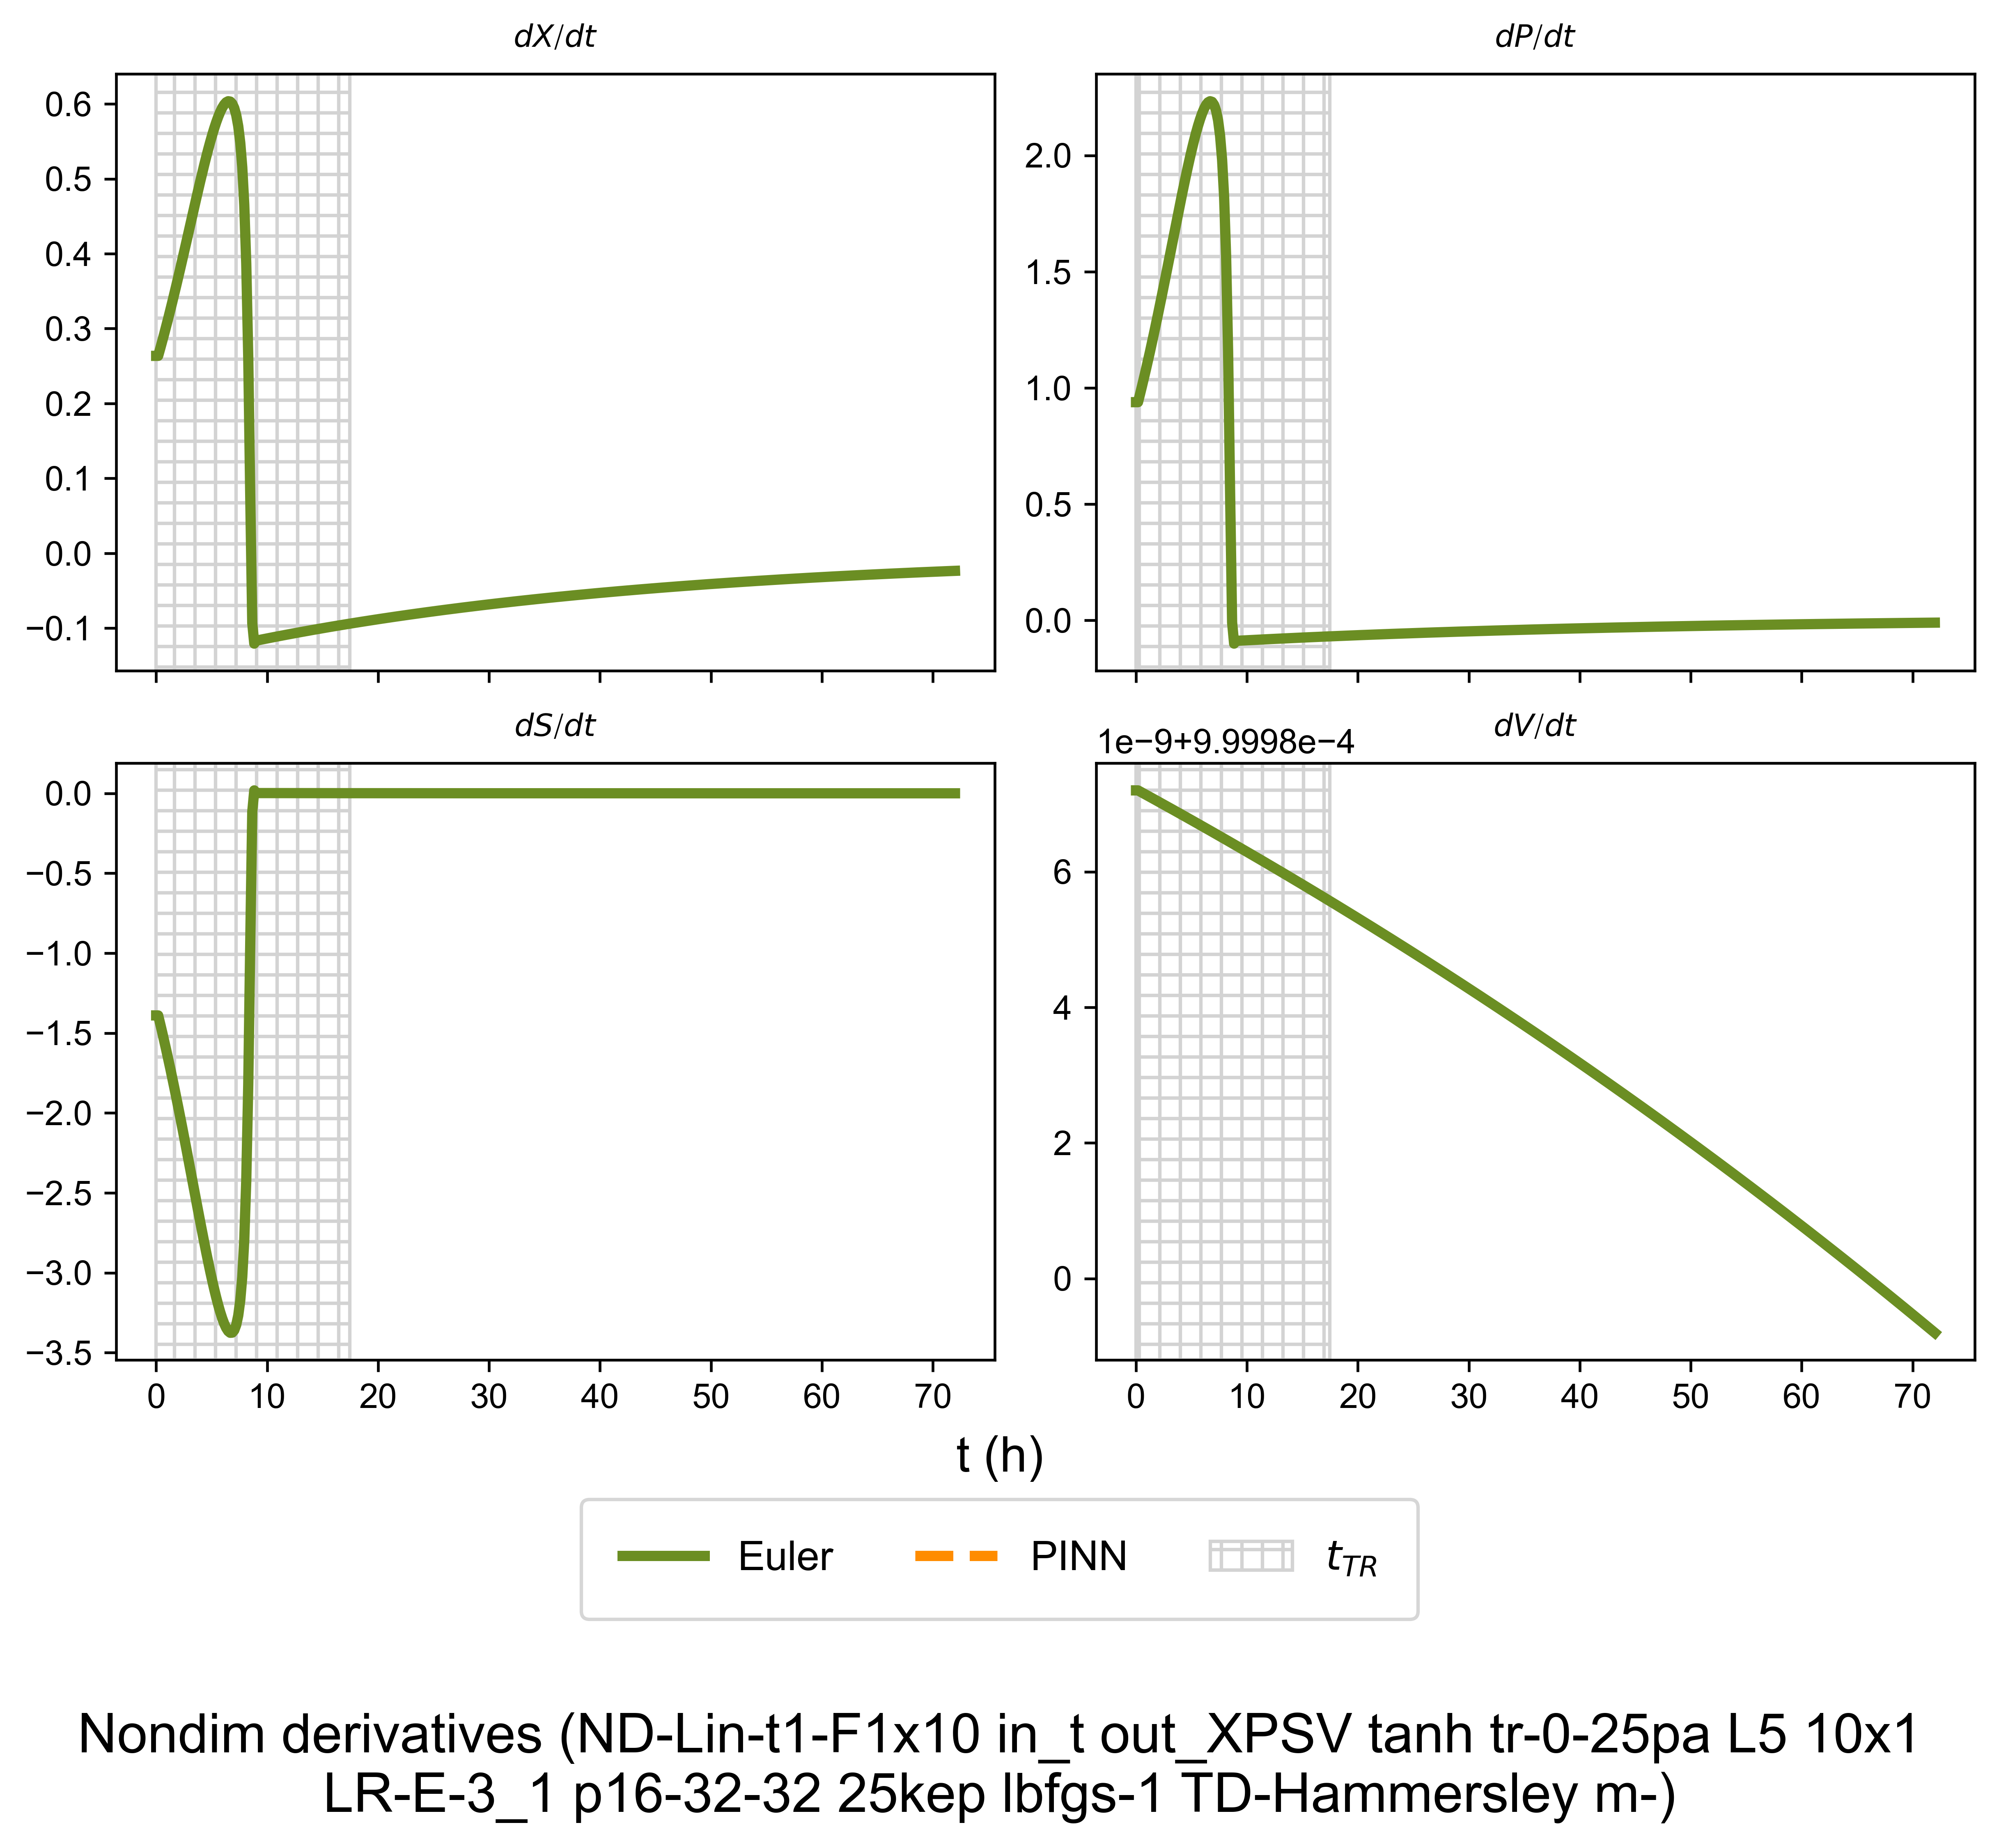 dX/dt
dP/dt
0.6
0.5
0.4
0.3
0.2
0.1
0.0
−0.1
2.0
1.5
1.0
0.5
0.0
dS/dt
dV/dt
1e−9+9.9998e−4
0.0
−0.5
−1.0
−1.5
−2.0
−2.5
−3.0
−3.5
6
4
2
0
0 10 20 30 40 50 60 70
0 10 20 30 40 50 60 70
t (h)
Euler PINN t_TR
Nondim derivatives (ND-Lin-t1-F1x10 in_t out_XPSV tanh tr-0-25pa L5 10x1
LR-E-3_1 p16-32-32 25kep lbfgs-1 TD-Hammersley m-)